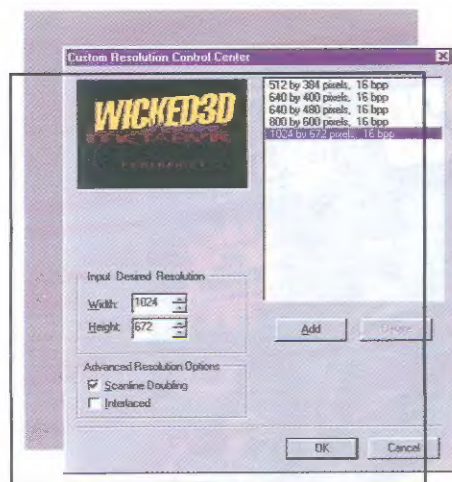 Custom Resolution Control Center
WICKED3D
512 by 384 pixels, 16 bpp
640 by 400 pixels, 16 bpp
640 by 480 pixels, 16 bpp
800 by 600 pixels, 16 bpp
1024 by 672 pixels, 16 bpp
Input Desired Resolution
Width: 1024
Height: 672
Add
Advanced Resolution Options
Scanline Doubling
Interlaced
OK
Cancel